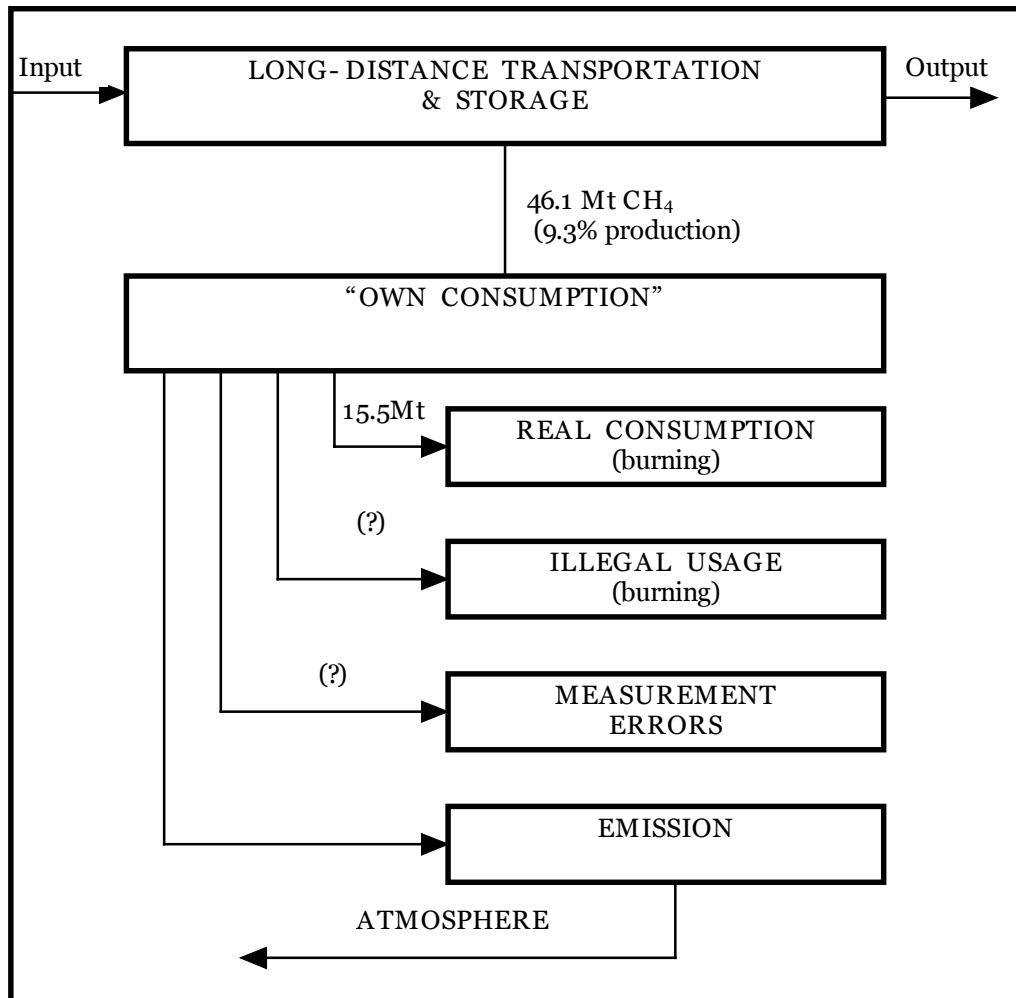 Input
LONG-DISTANCE TRANSPORTATION
& STORAGE
Output
46.1 Mt CH₄
(9.3% production)
“OWN CONSUMPTION”
15.5Mt
REAL CONSUMPTION
(burning)
(?)
ILLEGAL USAGE
(burning)
(?)
MEASUREMENT
ERRORS
EMISSION
ATMOSPHERE